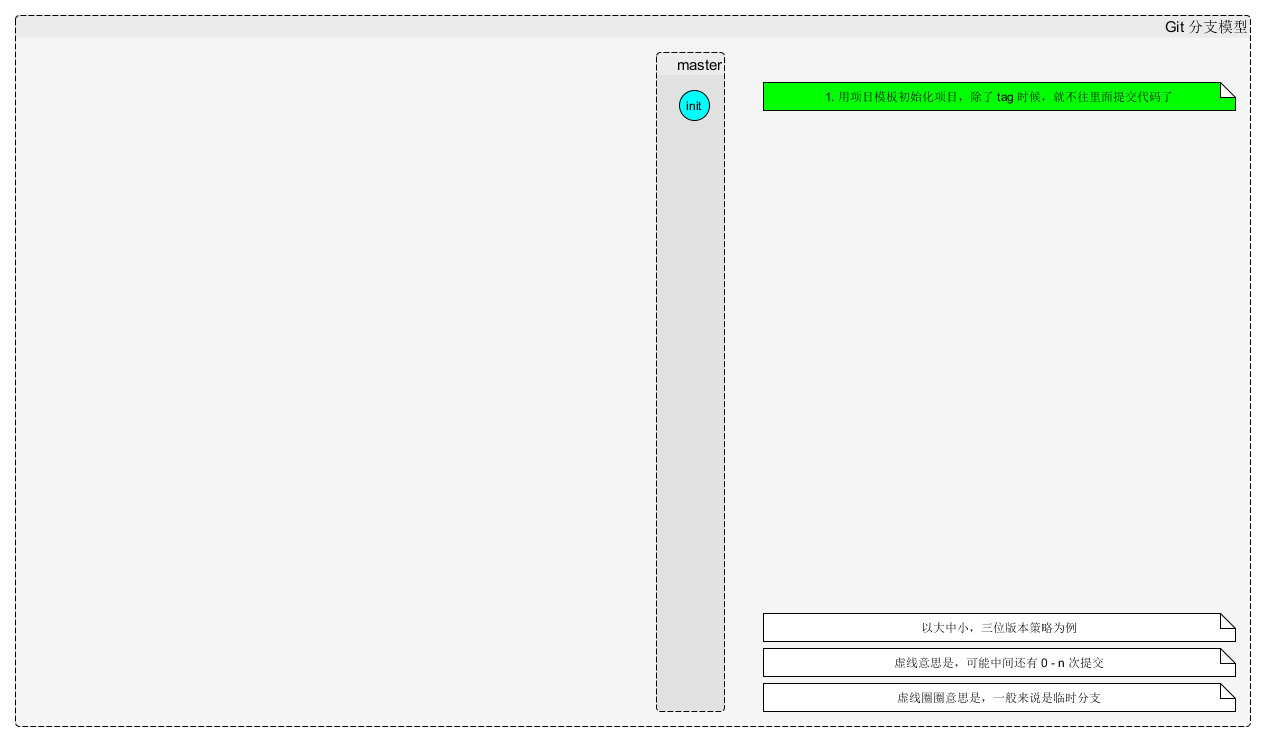 Git 分支模型
master
init
1. 用项目模板初始化项目，除了 tag 时候，就不往里面提交代码了
以大中小，三位版本策略为例
虚线意思是，可能中间还有 0 - n 次提交
虚线圈圈意思是，一般来说是临时分支